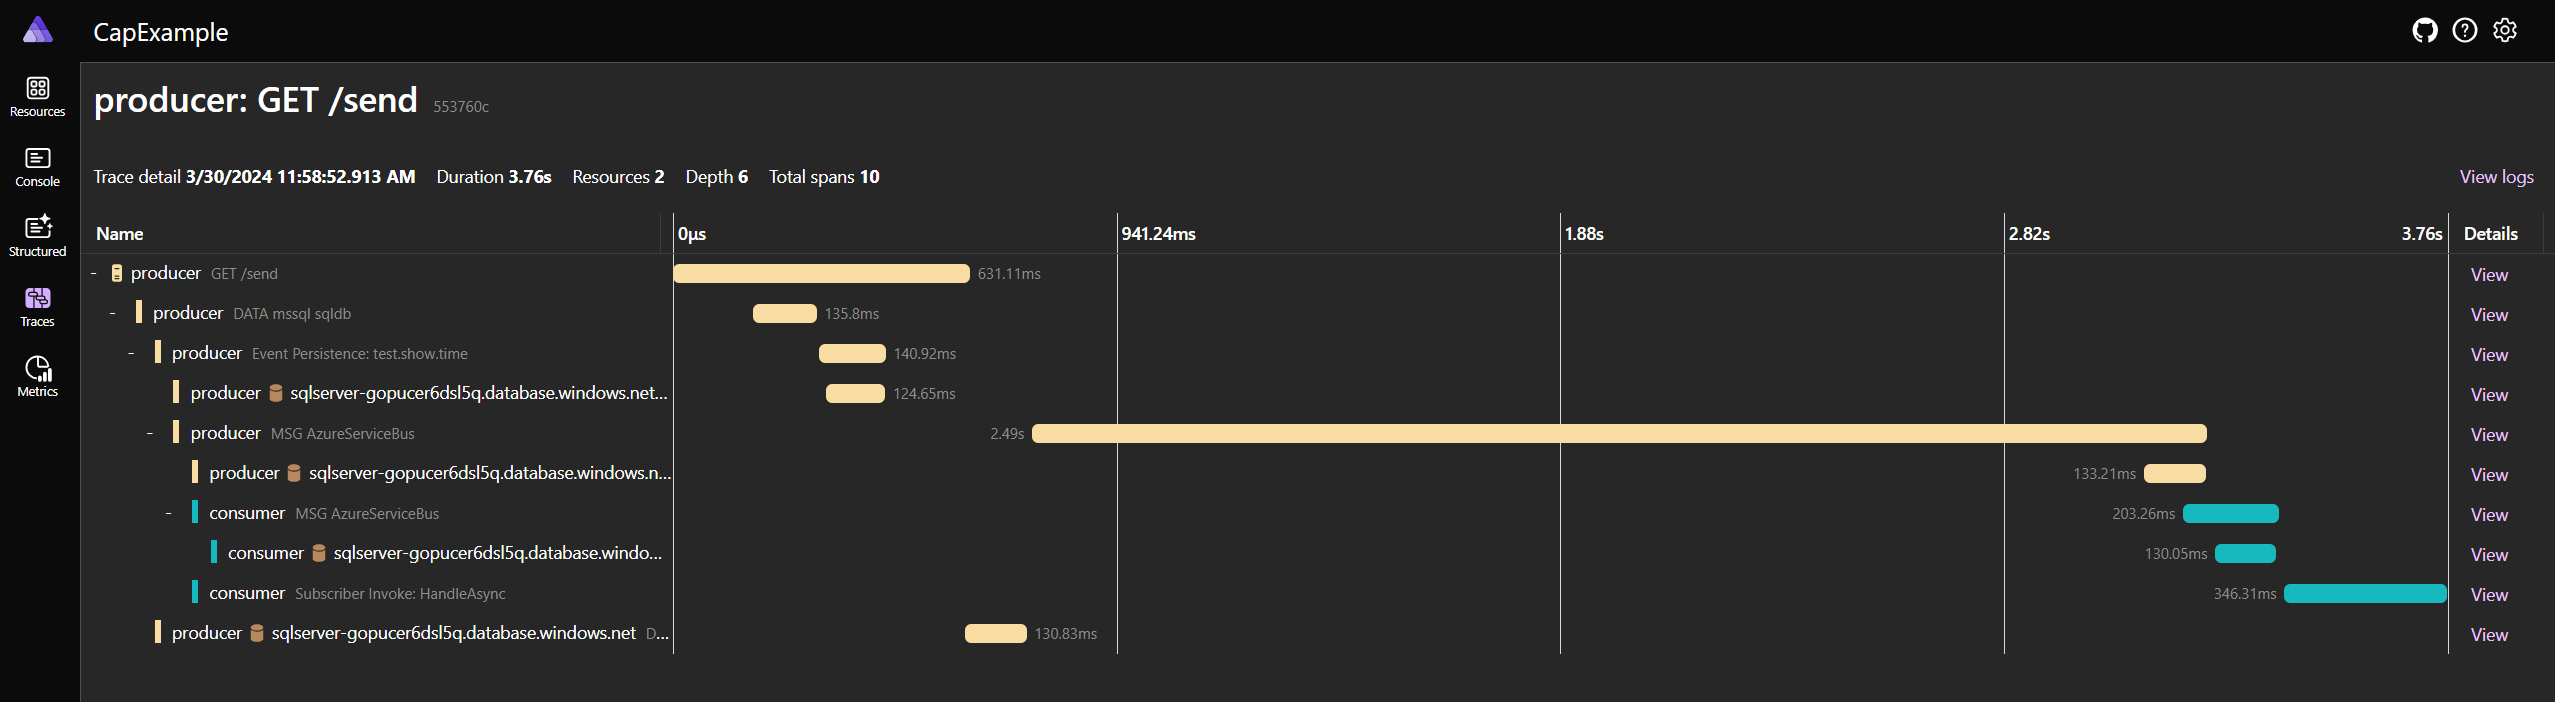 CapExample
Resources
Console
Structured
Traces
Metrics
producer: GET /send 553760c
Trace detail 3/30/2024 11:58:52.913 AM Duration 3.76s Resources 2 Depth 6 Total spans 10 View logs
Name 0μs 941.24ms 1.88s 2.82s 3.76s Details
- producer GET /send 631.11ms View
- producer DATA mssql sqldb 135.8ms View
- producer Event Persistence: test.show.time 140.92ms View
producer sqlserver-gopucer6dsl5q.database.windows.net... 124.65ms View
- producer MSG AzureServiceBus 2.49s View
producer sqlserver-gopucer6dsl5q.database.windows.n... 133.21ms View
- consumer MSG AzureServiceBus 203.26ms View
consumer sqlserver-gopucer6dsl5q.database.windo... 130.05ms View
consumer Subscriber Invoke: HandleAsync 346.31ms View
producer sqlserver-gopucer6dsl5q.database.windows.net D... 130.83ms View